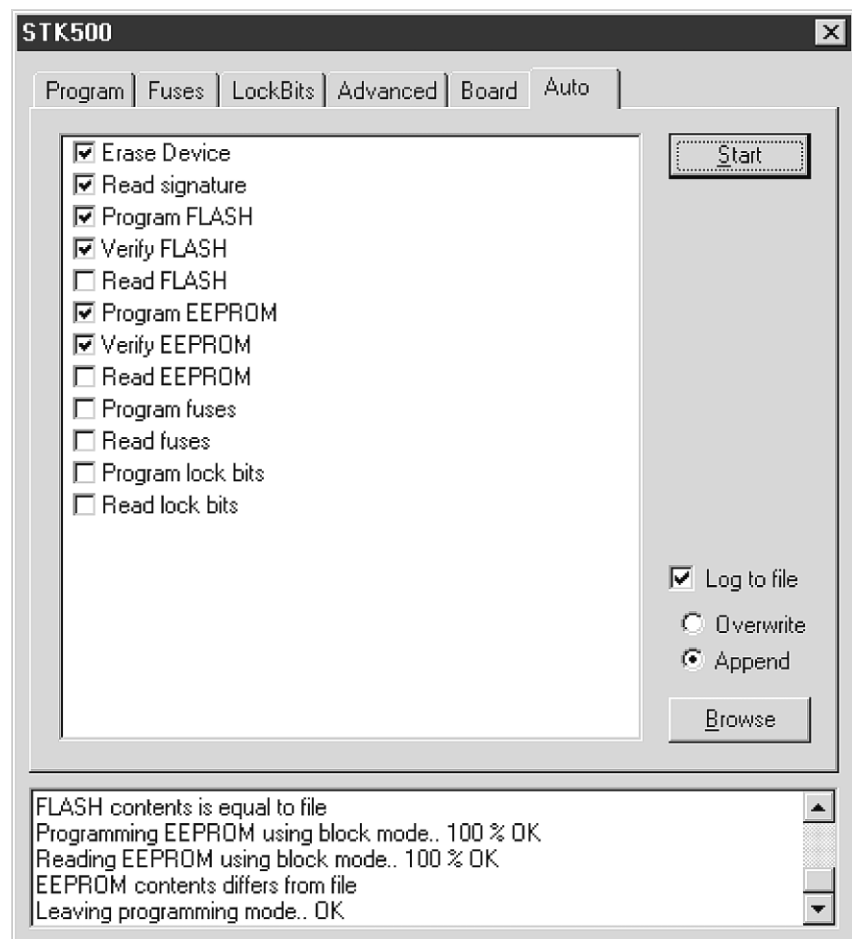 STK500
Program Fuses LockBits Advanced Board Auto
Erase Device
Read signature
Program FLASH
Verify FLASH
Read FLASH
Program EEPROM
Verify EEPROM
Read EEPROM
Program fuses
Read fuses
Program lock bits
Read lock bits
Start
Log to file
Overwrite
Append
Browse
FLASH contents is equal to file
Programming EEPROM using block mode.. 100 % OK
Reading EEPROM using block mode.. 100 % OK
EEPROM contents differs from file
Leaving programming mode.. OK